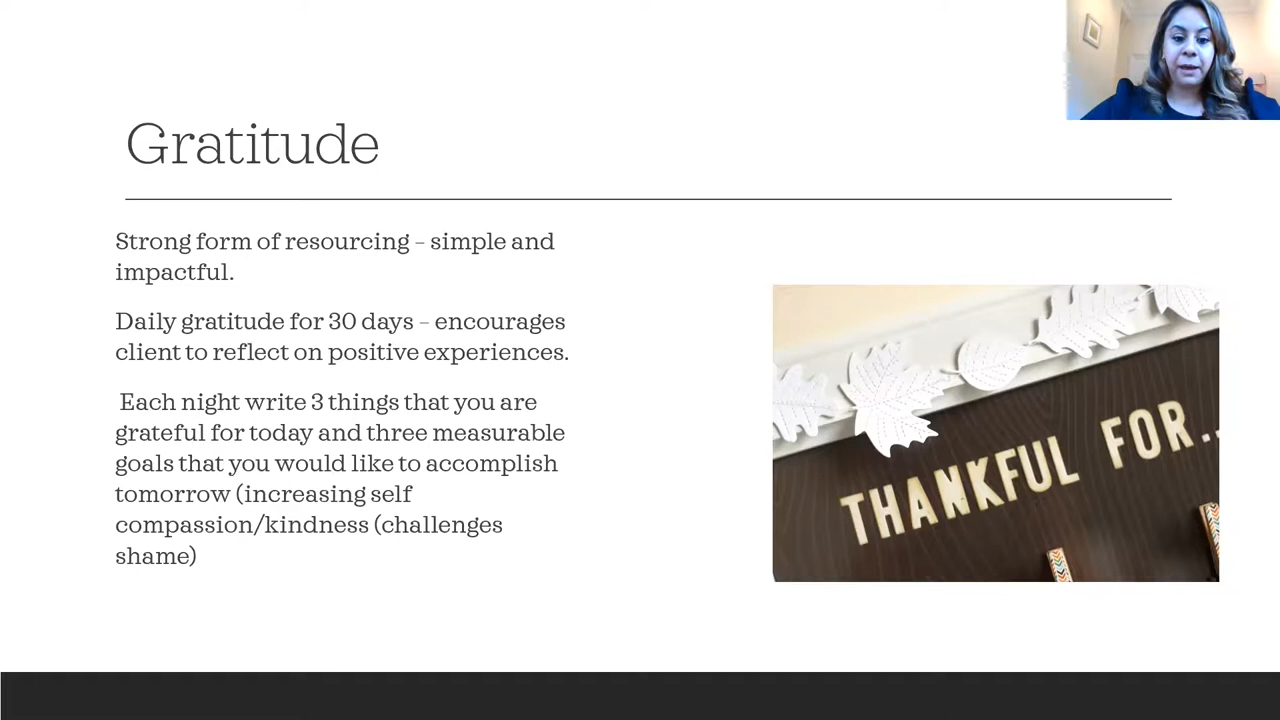 Gratitude
Strong form of resourcing – simple and
impactful.
Daily gratitude for 30 days – encourages
client to reflect on positive experiences.
Each night write 3 things that you are
grateful for today and three measurable
goals that you would like to accomplish
tomorrow (increasing self
compassion/kindness (challenges
shame)
THANKFUL FOR..